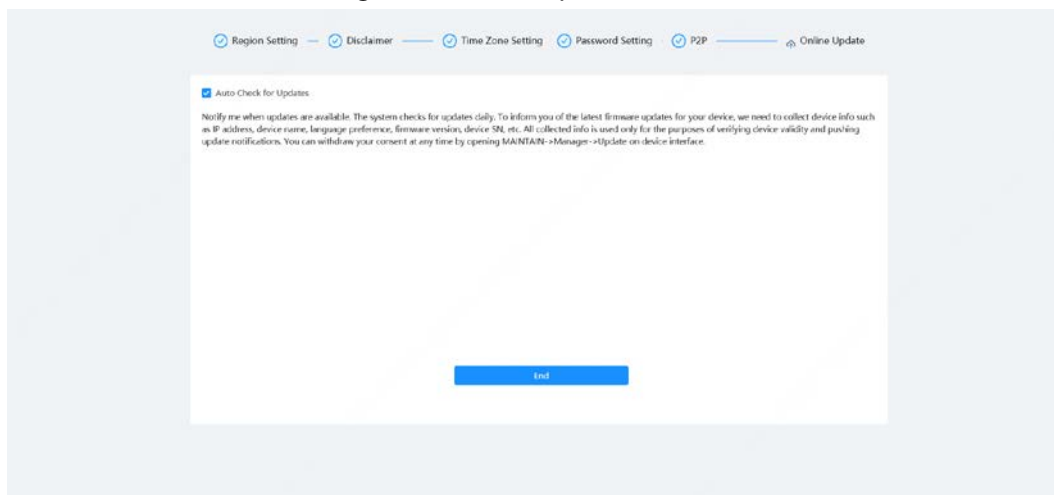 Region Setting Disclaimer Time Zone Setting Password Setting P2P Online Update
Auto Check for Updates
Notify me when updates are available. The system checks for updates daily. To inform you of the latest firmware updates for your device, we need to collect device info such
as IP address, device name, language preference, firmware version, device SN, etc. All collected info is used only for the purposes of verifying device validity and pushing
update notifications. You can withdraw your consent at any time by opening MAINTAIN->Manager->Update on device interface.
End